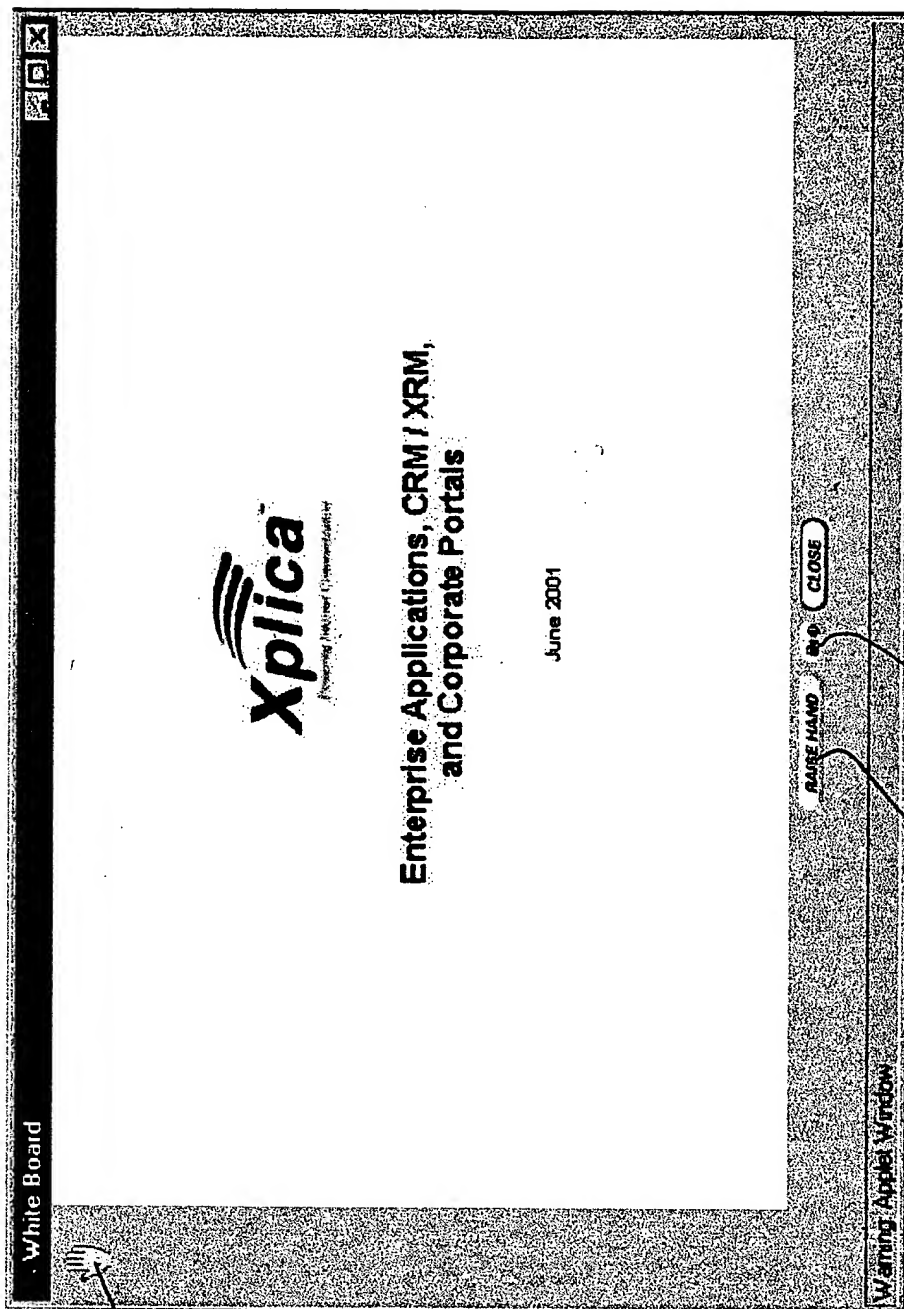 White Board
Xplica
Enterprise Applications, CRM / XRM,
and Corporate Portals
June 2001
RAISE HAND
CLOSE
Warning: Applet Window